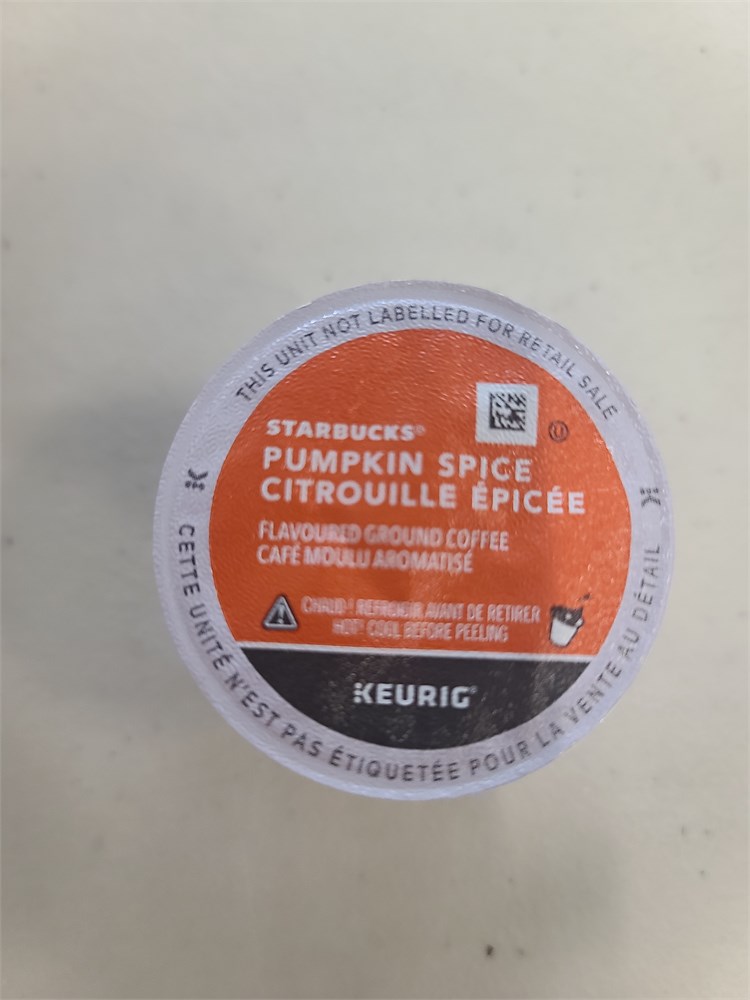 THIS UNIT NOT LABELLED FOR RETAIL SALE
STARBUCKS®
PUMPKIN SPICE
CITROUILLE ÉPICÉE
FLAVOURED GROUND COFFEE
CAFÉ MOULU AROMATISÉ
CHAUD! REFROIDIR AVANT DE RETIRER
HOT! COOL BEFORE PEELING
KEURIG®
CETTE UNITÉ N'EST PAS ÉTIQUETÉE POUR LA VENTE AU DÉTAIL